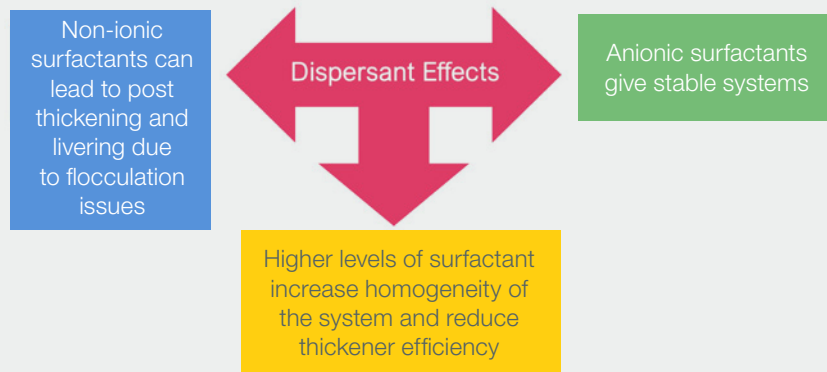 Non-ionic
surfactants can
lead to post
thickening and
livering due
to flocculation
issues
Dispersant Effects
Anionic surfactants
give stable systems
Higher levels of surfactant
increase homogeneity of
the system and reduce
thickener efficiency